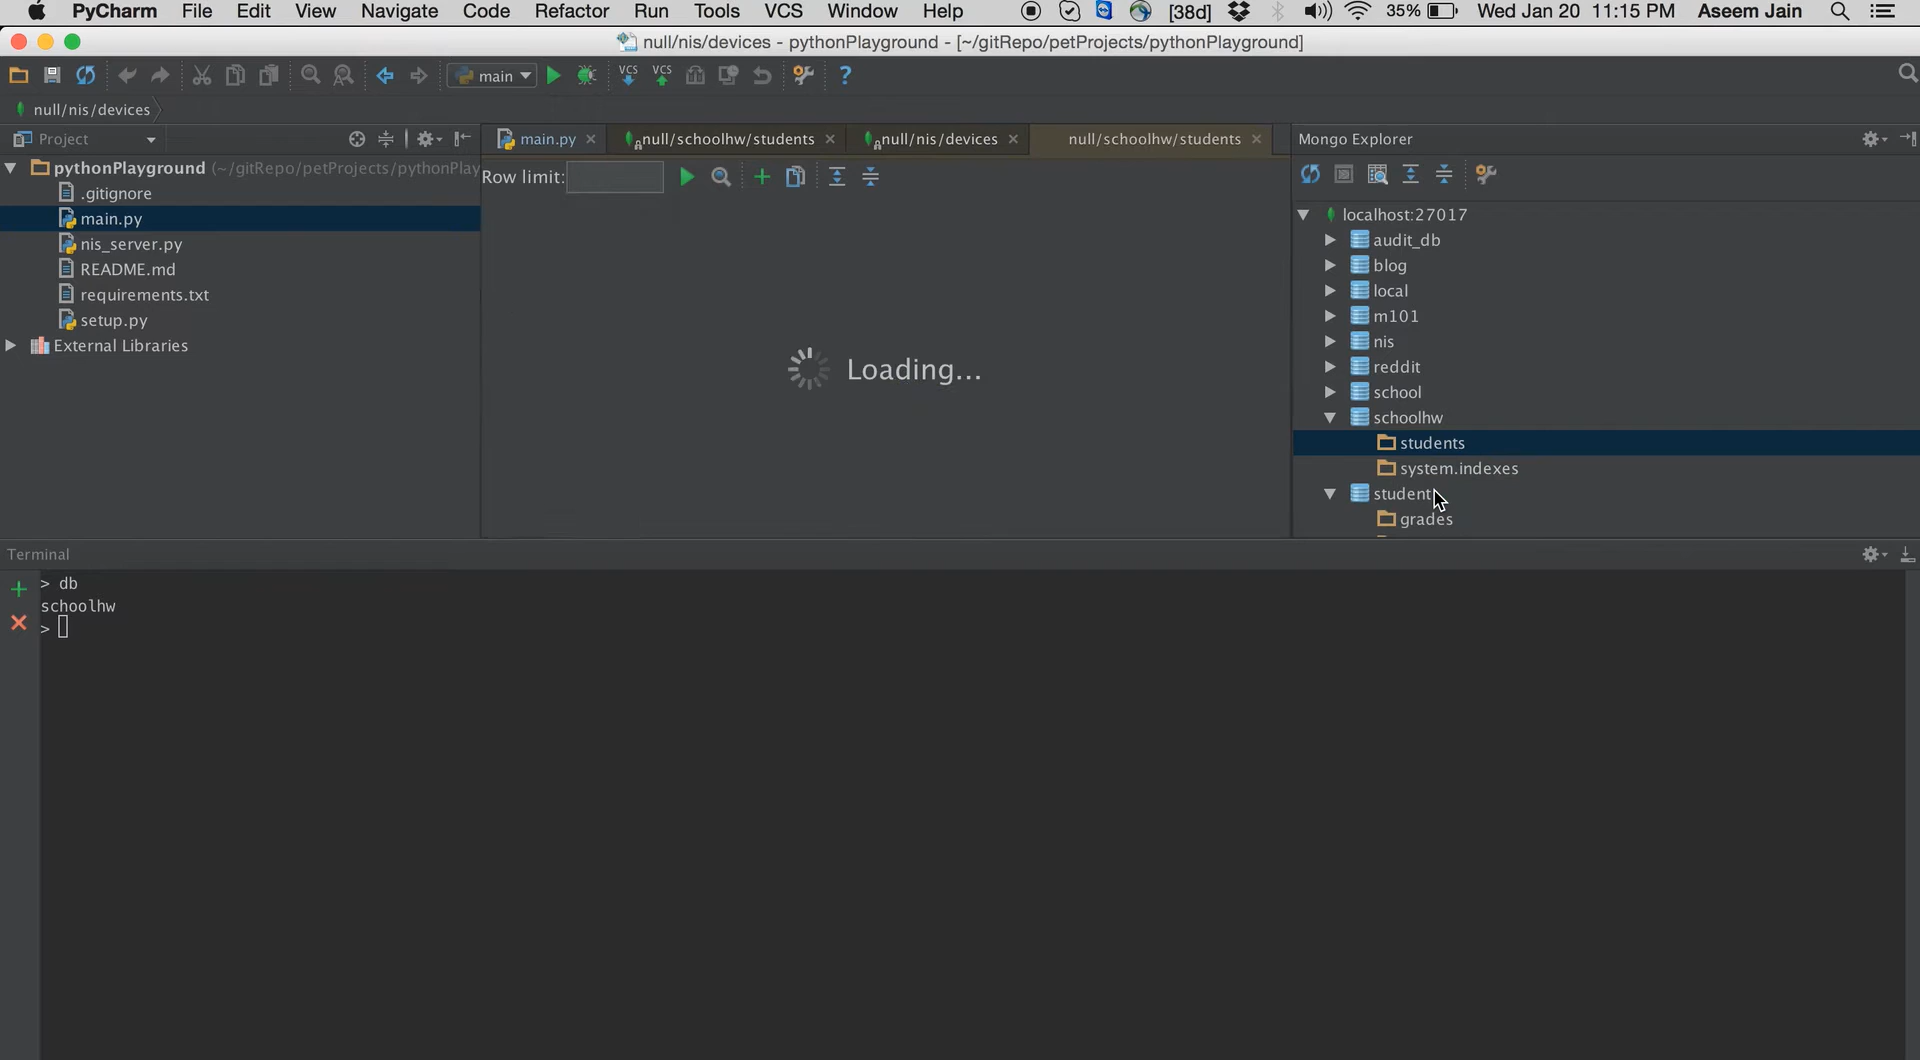 PyCharm File Edit View Navigate Code Refactor Run Tools VCS Window Help [38d] 35% Wed Jan 20 11:15 PM Aseem Jain
null/nis/devices - pythonPlayground - [~/gitRepo/petProjects/pythonPlayground]
main VCS VCS ?
null/nis/devices
Project
main.py null/schoolhw/students null/nis/devices null/schoolhw/students
Mongo Explorer
pythonPlayground (~/gitRepo/petProjects/pythonPlay
.gitignore
main.py
nis_server.py
README.md
requirements.txt
setup.py
External Libraries
Row limit:
Loading...
localhost:27017
audit_db
blog
local
m101
nis
reddit
school
schoolhw
students
system.indexes
student
grades
Terminal
> db
schoolhw
>